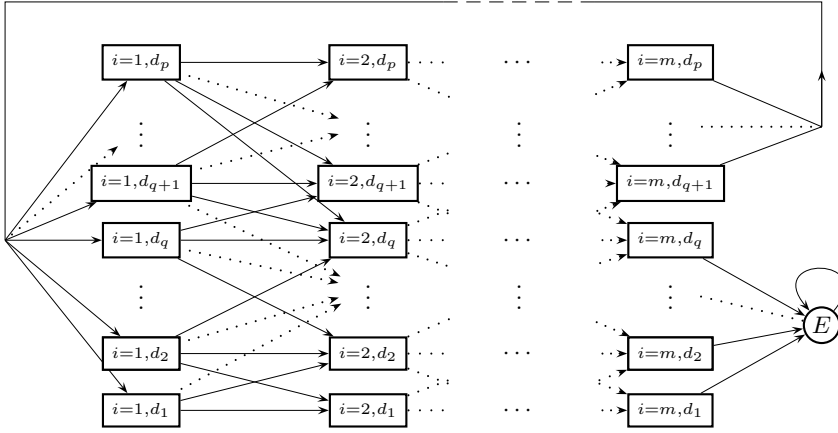 i=1,d_p i=2,d_p ··· i=m,d_p
⋮ ⋮ ⋮ ⋮
i=1,d_{q+1} i=2,d_{q+1} ··· i=m,d_{q+1}
i=1,d_q i=2,d_q ··· i=m,d_q
⋮ ⋮ ⋮ ⋮
E
i=1,d_2 i=2,d_2 ··· i=m,d_2
i=1,d_1 i=2,d_1 ··· i=m,d_1